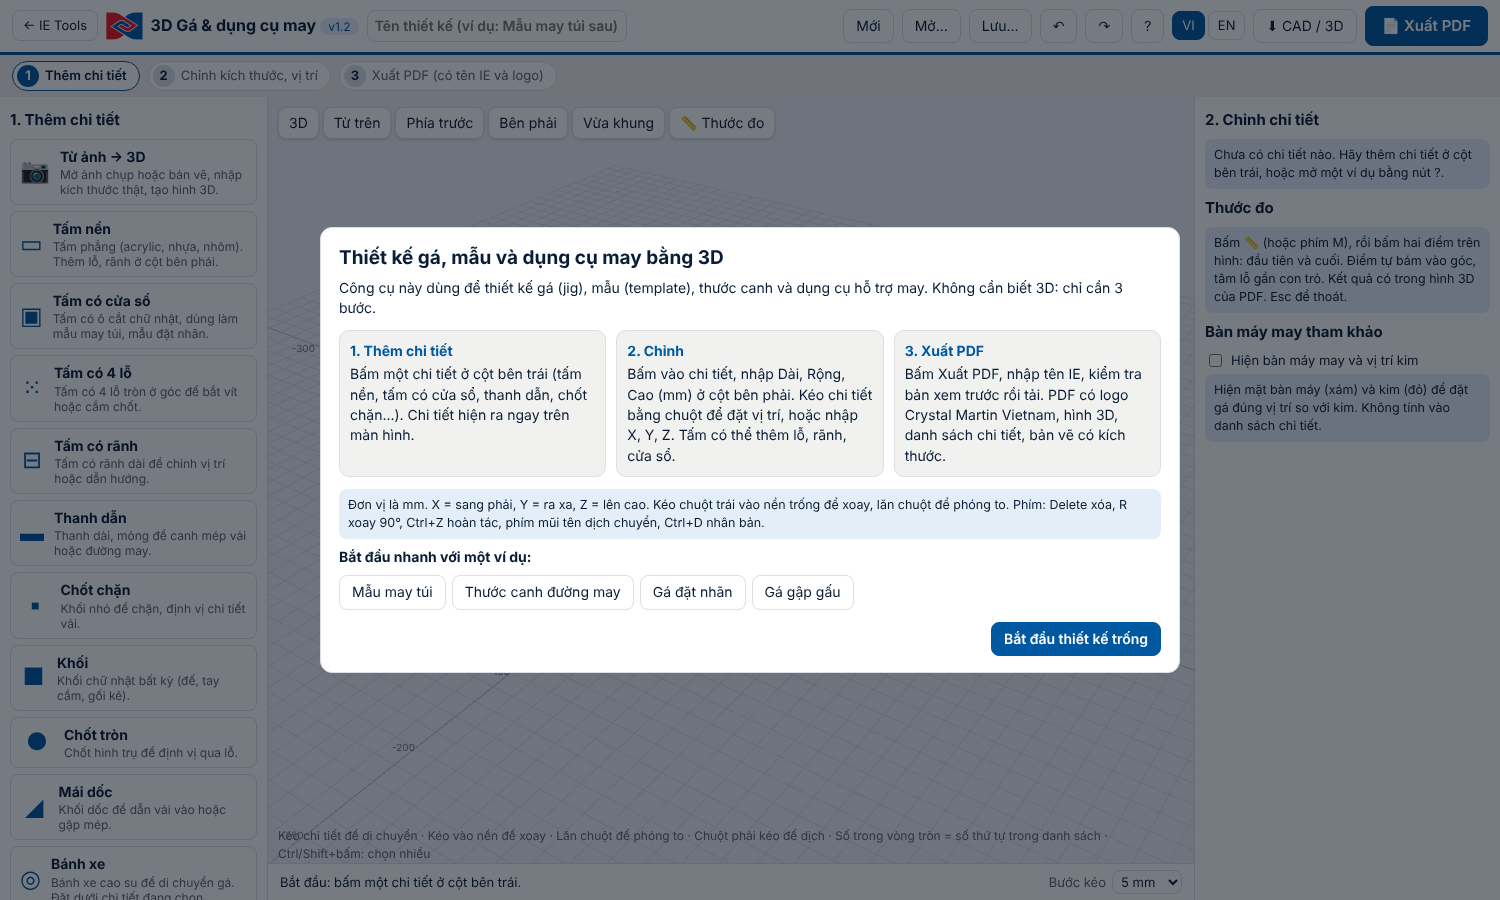 ← IE Tools
3D Gá & dụng cụ may
v1.2
Tên thiết kế (ví dụ: Mẫu may túi sau)
Mới
Mở...
Lưu...
↶
↷
?
VI
EN
⬇ CAD / 3D
📄 Xuất PDF
1 Thêm chi tiết
2 Chỉnh kích thước, vị trí
3 Xuất PDF (có tên IE và logo)
1. Thêm chi tiết
Từ ảnh → 3D
Mở ảnh chụp hoặc bản vẽ, nhập
kích thước thật, tạo hình 3D.
Tấm nền
Tấm phẳng (acrylic, nhựa, nhôm).
Thêm lỗ, rãnh ở cột bên phải.
Tấm có cửa sổ
Tấm có ô cắt chữ nhật, dùng làm
mẫu may túi, mẫu đặt nhãn.
Tấm có 4 lỗ
Tấm có 4 lỗ tròn ở góc để bắt vít
hoặc cắm chốt.
Tấm có rãnh
Tấm có rãnh dài để chỉnh vị trí
hoặc dẫn hướng.
Thanh dẫn
Thanh dài, mỏng để canh mép vải
hoặc đường may.
Chốt chặn
Khối nhỏ để chặn, định vị chi tiết
vải.
Khối
Khối chữ nhật bất kỳ (đế, tay
cầm, gối kê).
Chốt tròn
Chốt hình trụ để định vị qua lỗ.
Mái dốc
Khối dốc để dẫn vải vào hoặc
gập mép.
Bánh xe
Bánh xe cao su để di chuyển gá.
Đặt dưới chi tiết đang chọn
3D
Từ trên
Phía trước
Bên phải
Vừa khung
📏 Thước đo
-300
-200
Thiết kế gá, mẫu và dụng cụ may bằng 3D
Công cụ này dùng để thiết kế gá (jig), mẫu (template), thước canh và dụng cụ hỗ trợ may. Không cần biết 3D: chỉ cần 3
bước.
1. Thêm chi tiết
Bấm một chi tiết ở cột bên trái (tấm
nền, tấm có cửa sổ, thanh dẫn, chốt
chặn...). Chi tiết hiện ra ngay trên
màn hình.
2. Chỉnh
Bấm vào chi tiết, nhập Dài, Rộng,
Cao (mm) ở cột bên phải. Kéo chi tiết
bằng chuột để đặt vị trí, hoặc nhập
X, Y, Z. Tấm có thể thêm lỗ, rãnh,
cửa sổ.
3. Xuất PDF
Bấm Xuất PDF, nhập tên IE, kiểm tra
bản xem trước rồi tải. PDF có logo
Crystal Martin Vietnam, hình 3D,
danh sách chi tiết, bản vẽ có kích
thước.
Đơn vị là mm. X = sang phải, Y = ra xa, Z = lên cao. Kéo chuột trái vào nền trống để xoay, lăn chuột để phóng to. Phím: Delete xóa, R
xoay 90°, Ctrl+Z hoàn tác, phím mũi tên dịch chuyển, Ctrl+D nhân bản.
Bắt đầu nhanh với một ví dụ:
Mẫu may túi
Thước canh đường may
Gá đặt nhãn
Gá gập gấu
Bắt đầu thiết kế trống
Kéo chi tiết để di chuyển · Kéo vào nền để xoay · Lăn chuột để phóng to · Chuột phải kéo để dịch · Số trong vòng tròn = số thứ tự trong danh sách ·
Ctrl/Shift+bấm: chọn nhiều
Bắt đầu: bấm một chi tiết ở cột bên trái.
Bước kéo
5 mm
2. Chỉnh chi tiết
Chưa có chi tiết nào. Hãy thêm chi tiết ở cột
bên trái, hoặc mở một ví dụ bằng nút ?.
Thước đo
Bấm 📏 (hoặc phím M), rồi bấm hai điểm trên
hình: đầu tiên và cuối. Điểm tự bám vào góc,
tâm lỗ gần con trỏ. Kết quả có trong hình 3D
của PDF. Esc để thoát.
Bàn máy may tham khảo
Hiện bàn máy may và vị trí kim
Hiện mặt bàn máy (xám) và kim (đỏ) để đặt
gá đúng vị trí so với kim. Không tính vào
danh sách chi tiết.